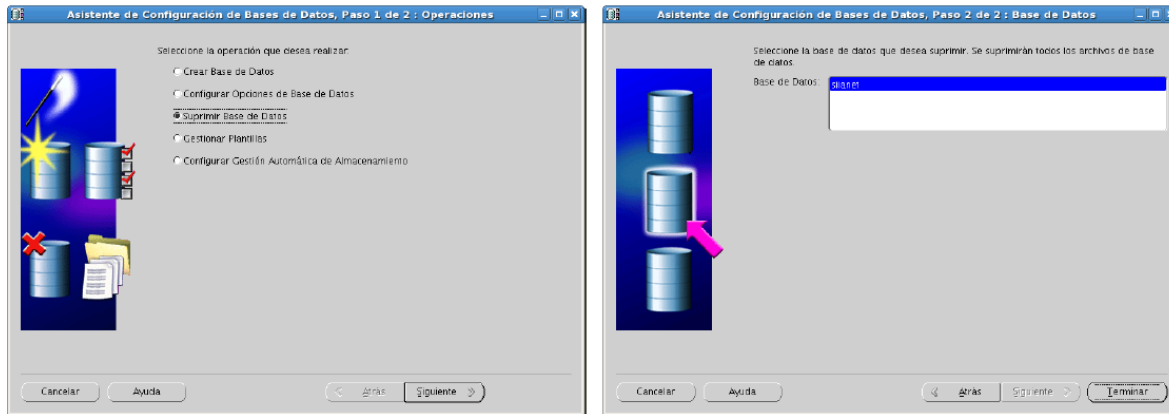 Asistente de Configuración de Bases de Datos, Paso 1 de 2 : Operaciones
Seleccione la operación que desea realizar:
Crear Base de Datos
Configurar Opciones de Base de Datos
Suprimir Base de Datos
Gestionar Plantillas
Configurar Gestión Automática de Almacenamiento
Cancelar
Ayuda
Atrás
Siguiente
Asistente de Configuración de Bases de Datos, Paso 2 de 2 : Base de Datos
Seleccione la base de datos que desea suprimir. Se suprimirán todos los archivos de base
de datos.
Base de Datos:
Cancelar
Ayuda
Atrás
Siguiente
Terminar